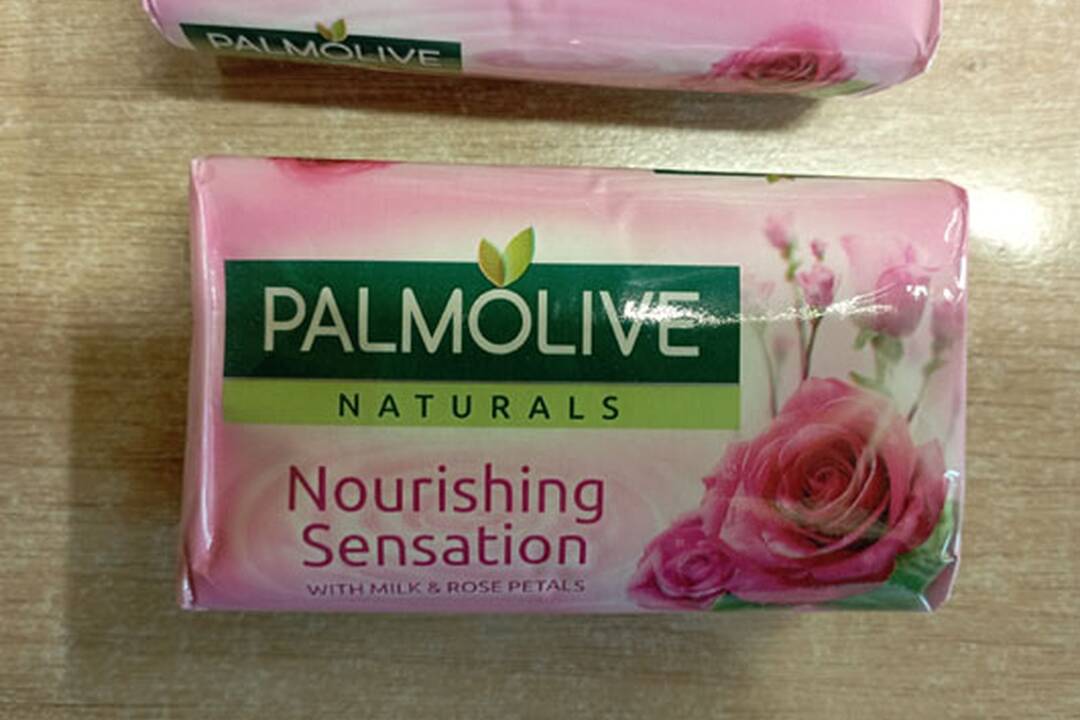 PALMOLIVE
PALMOLIVE
NATURALS
Nourishing
Sensation
WITH MILK & ROSE PETALS